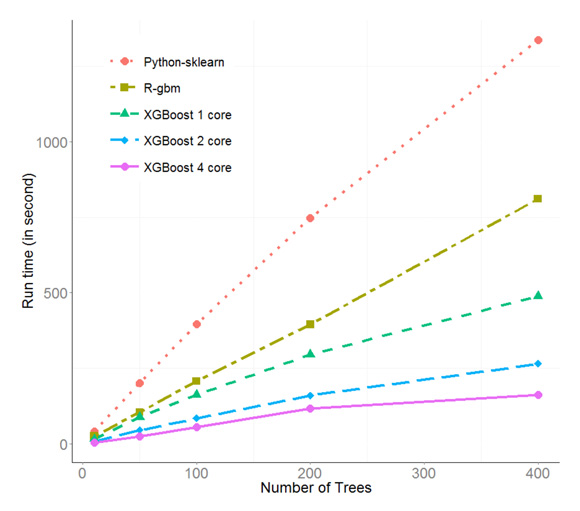 Python-sklearn
R-gbm
XGBoost 1 core
XGBoost 2 core
XGBoost 4 core
Run time (in second)
1000
500
0
0 100 200 300 400
Number of Trees